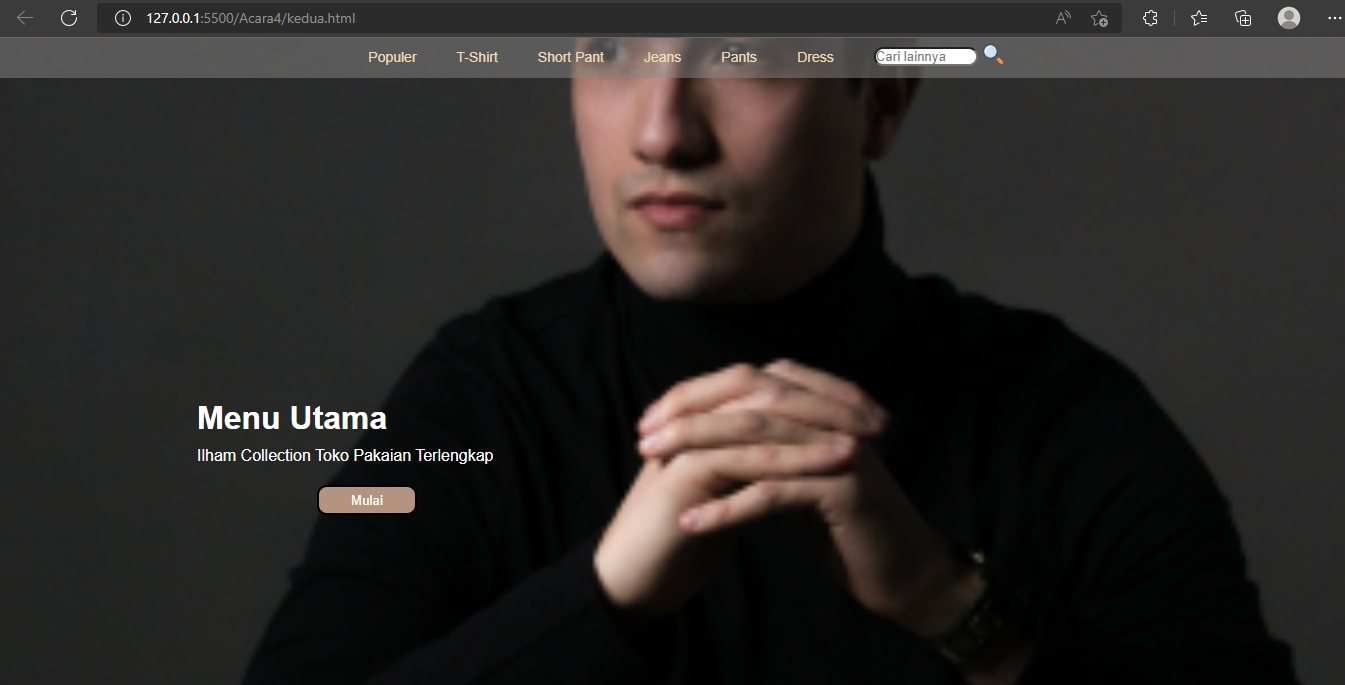 127.0.0.1:5500/Acara4/kedua.html
Populer T-Shirt Short Pant Jeans Pants Dress Cari lainnya
Menu Utama
Ilham Collection Toko Pakaian Terlengkap
Mulai